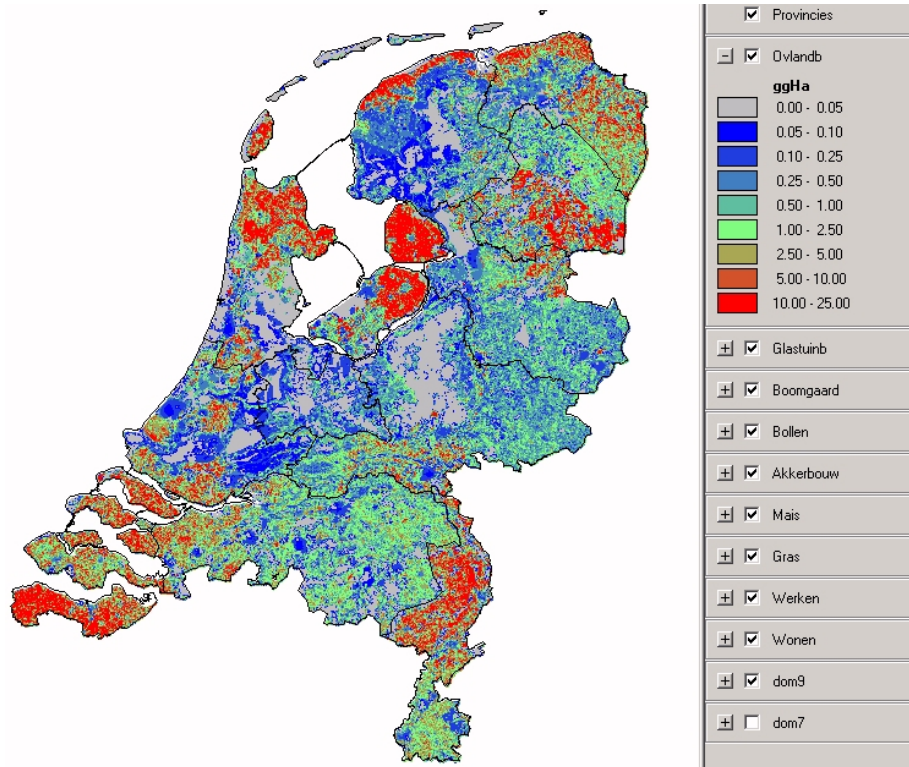 Provincies
Ovlandb
ggHa
0.00 - 0.05
0.05 - 0.10
0.10 - 0.25
0.25 - 0.50
0.50 - 1.00
1.00 - 2.50
2.50 - 5.00
5.00 - 10.00
10.00 - 25.00
Glastuinb
Boomgaard
Bollen
Akkerbouw
Mais
Gras
Werken
Wonen
dom9
dom7